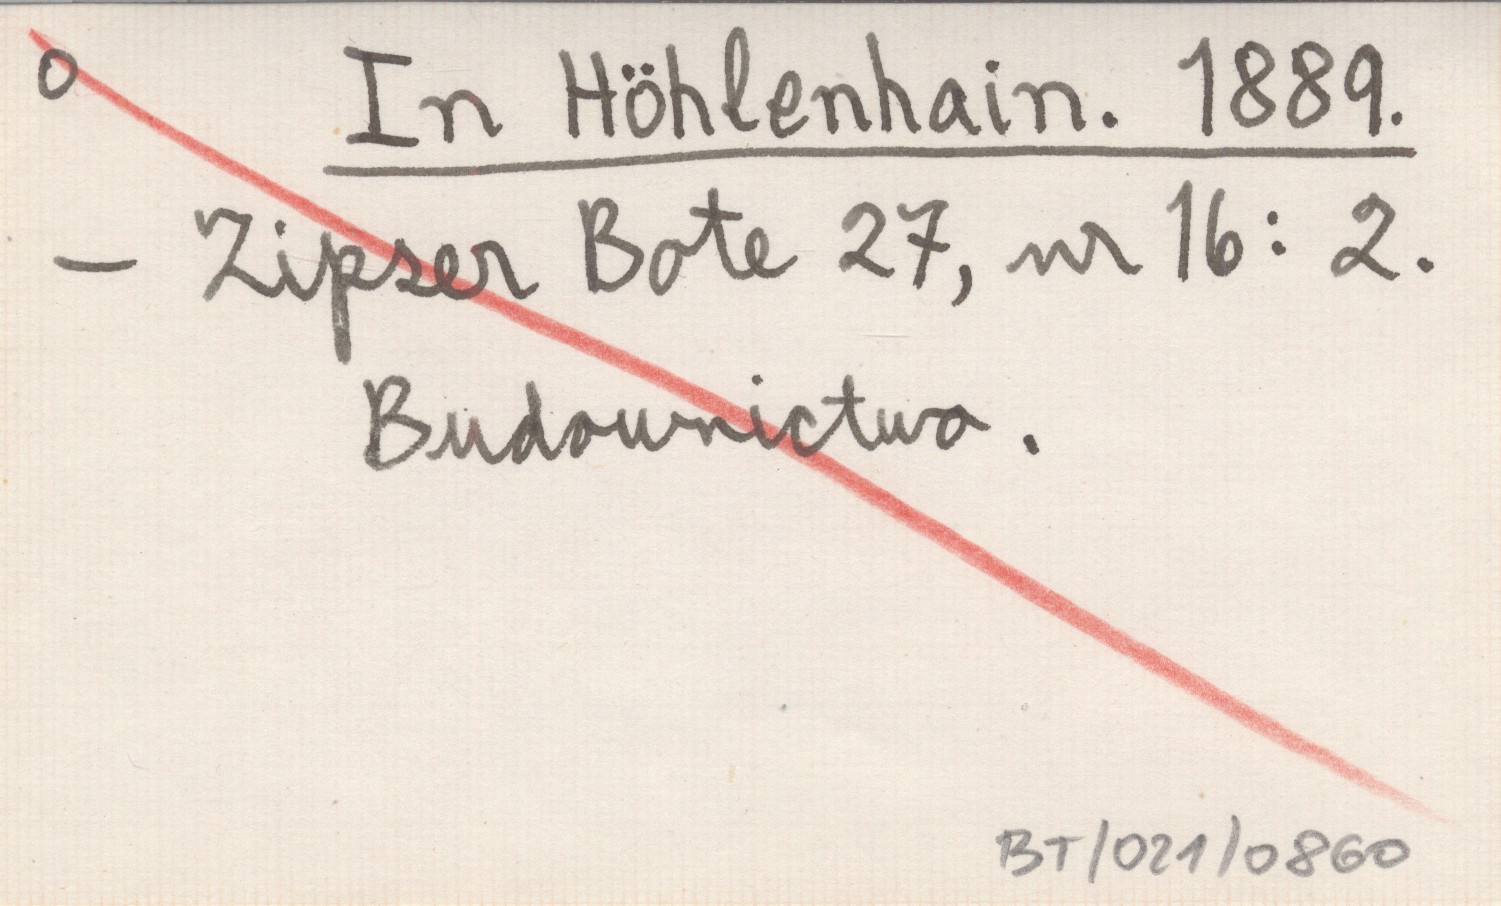 o In Höhlenhain. 1889.
– Zipser Bote 27, nr 16: 2.
Budownictwo.
BT/021/0860